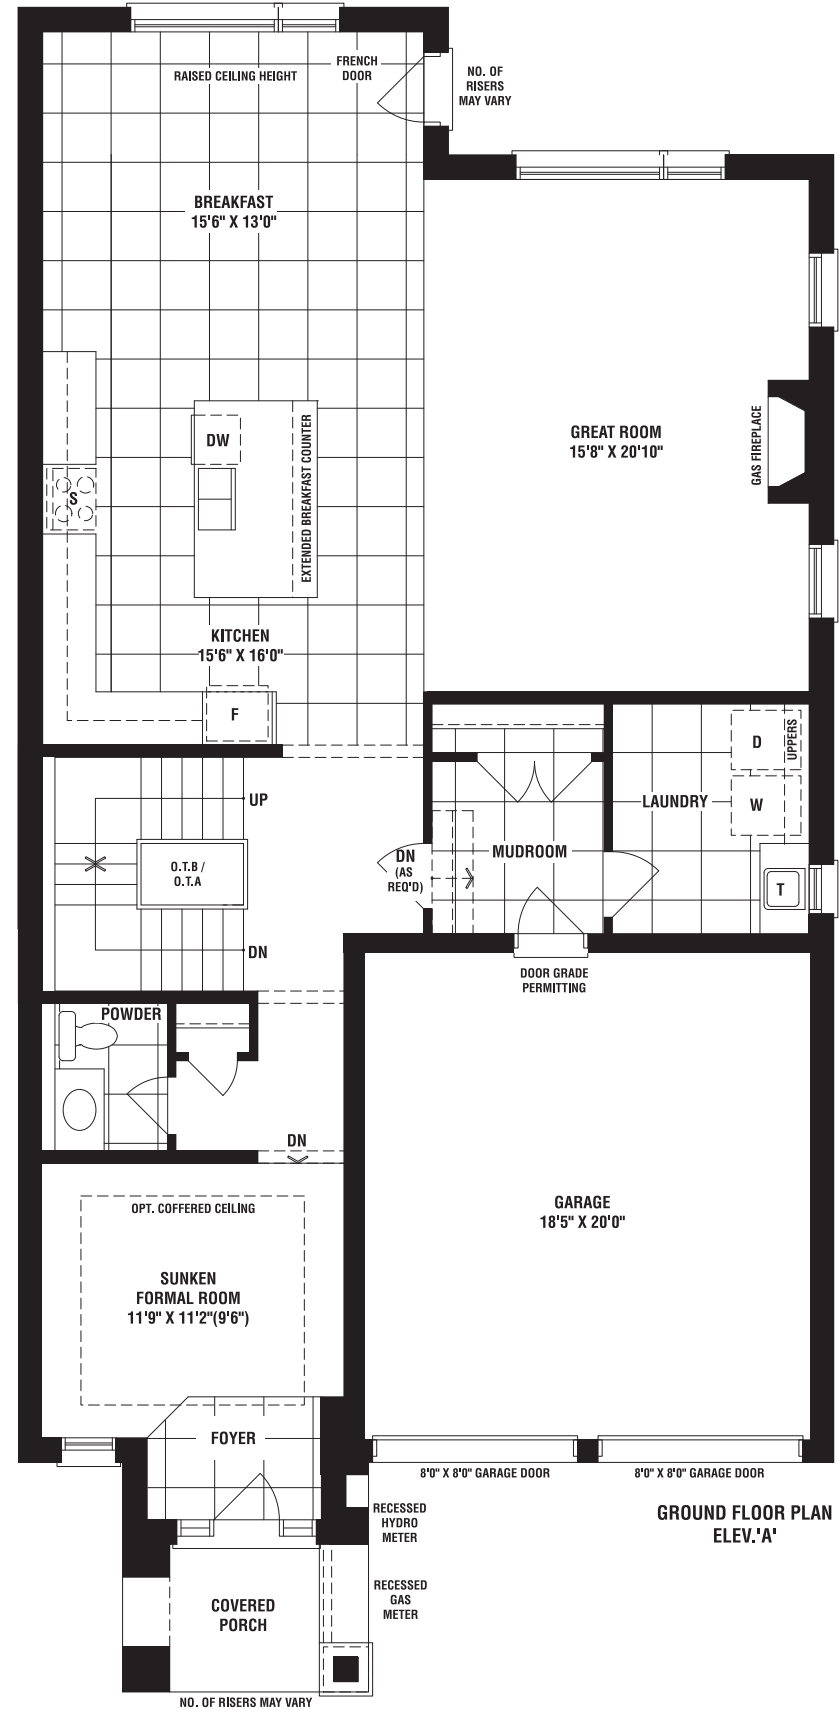 RAISED CEILING HEIGHT
FRENCH
DOOR
NO. OF
RISERS
MAY VARY
BREAKFAST
15'6" X 13'0"
GREAT ROOM
15'8" X 20'10"
GAS FIREPLACE
DW
EXTENDED BREAKFAST COUNTER
S
KITCHEN
15'6" X 16'0"
F
D
UPPERS
W
LAUNDRY
T
UP
O.T.B /
O.T.A
DN
DN
(AS
REQ'D)
MUDROOM
DOOR GRADE
PERMITTING
POWDER
DN
OPT. COFFERED CEILING
SUNKEN
FORMAL ROOM
11'9" X 11'2"(9'6")
GARAGE
18'5" X 20'0"
FOYER
8'0" X 8'0" GARAGE DOOR
8'0" X 8'0" GARAGE DOOR
RECESSED
HYDRO
METER
GROUND FLOOR PLAN
ELEV.'A'
RECESSED
GAS
METER
COVERED
PORCH
NO. OF RISERS MAY VARY